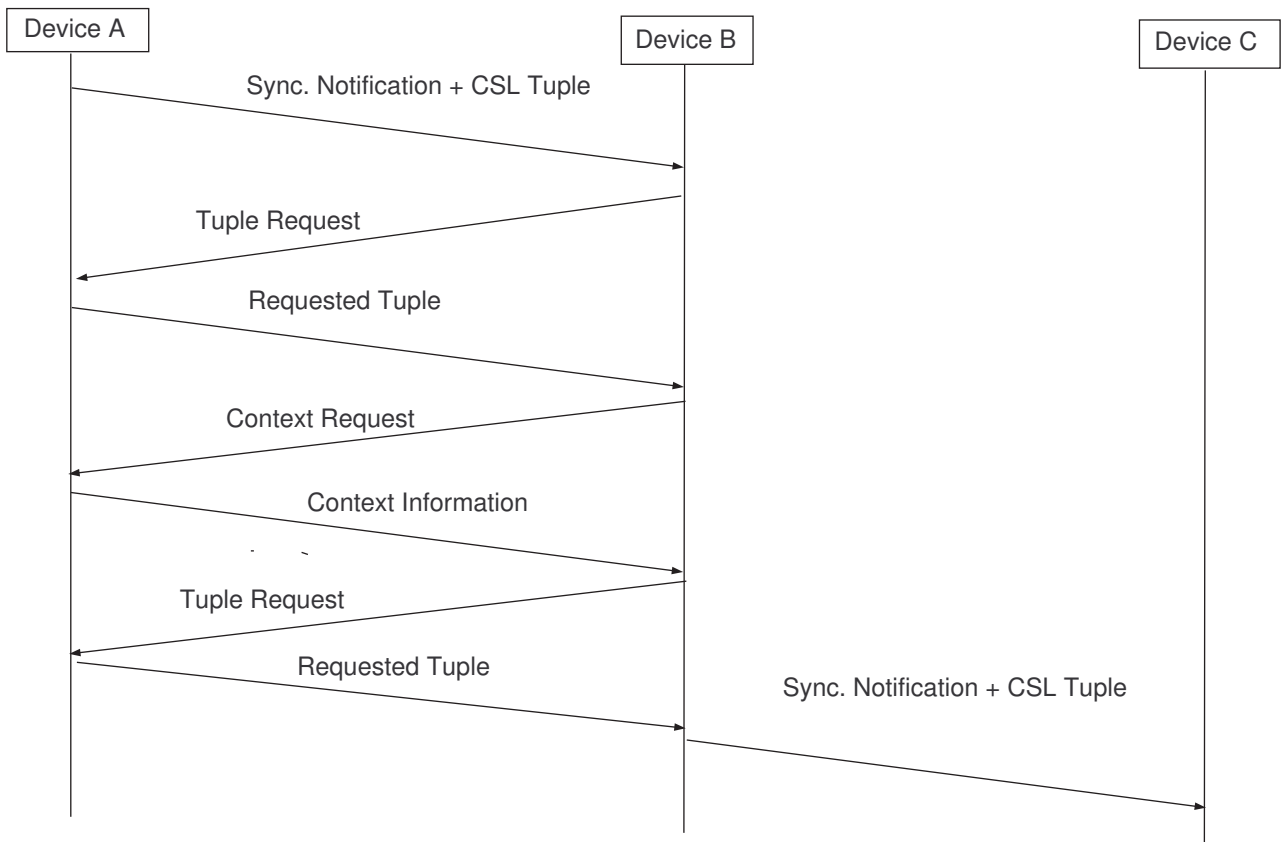 Device A
Device B
Device C
Sync. Notification + CSL Tuple
Tuple Request
Requested Tuple
Context Request
Context Information
Tuple Request
Requested Tuple
Sync. Notification + CSL Tuple